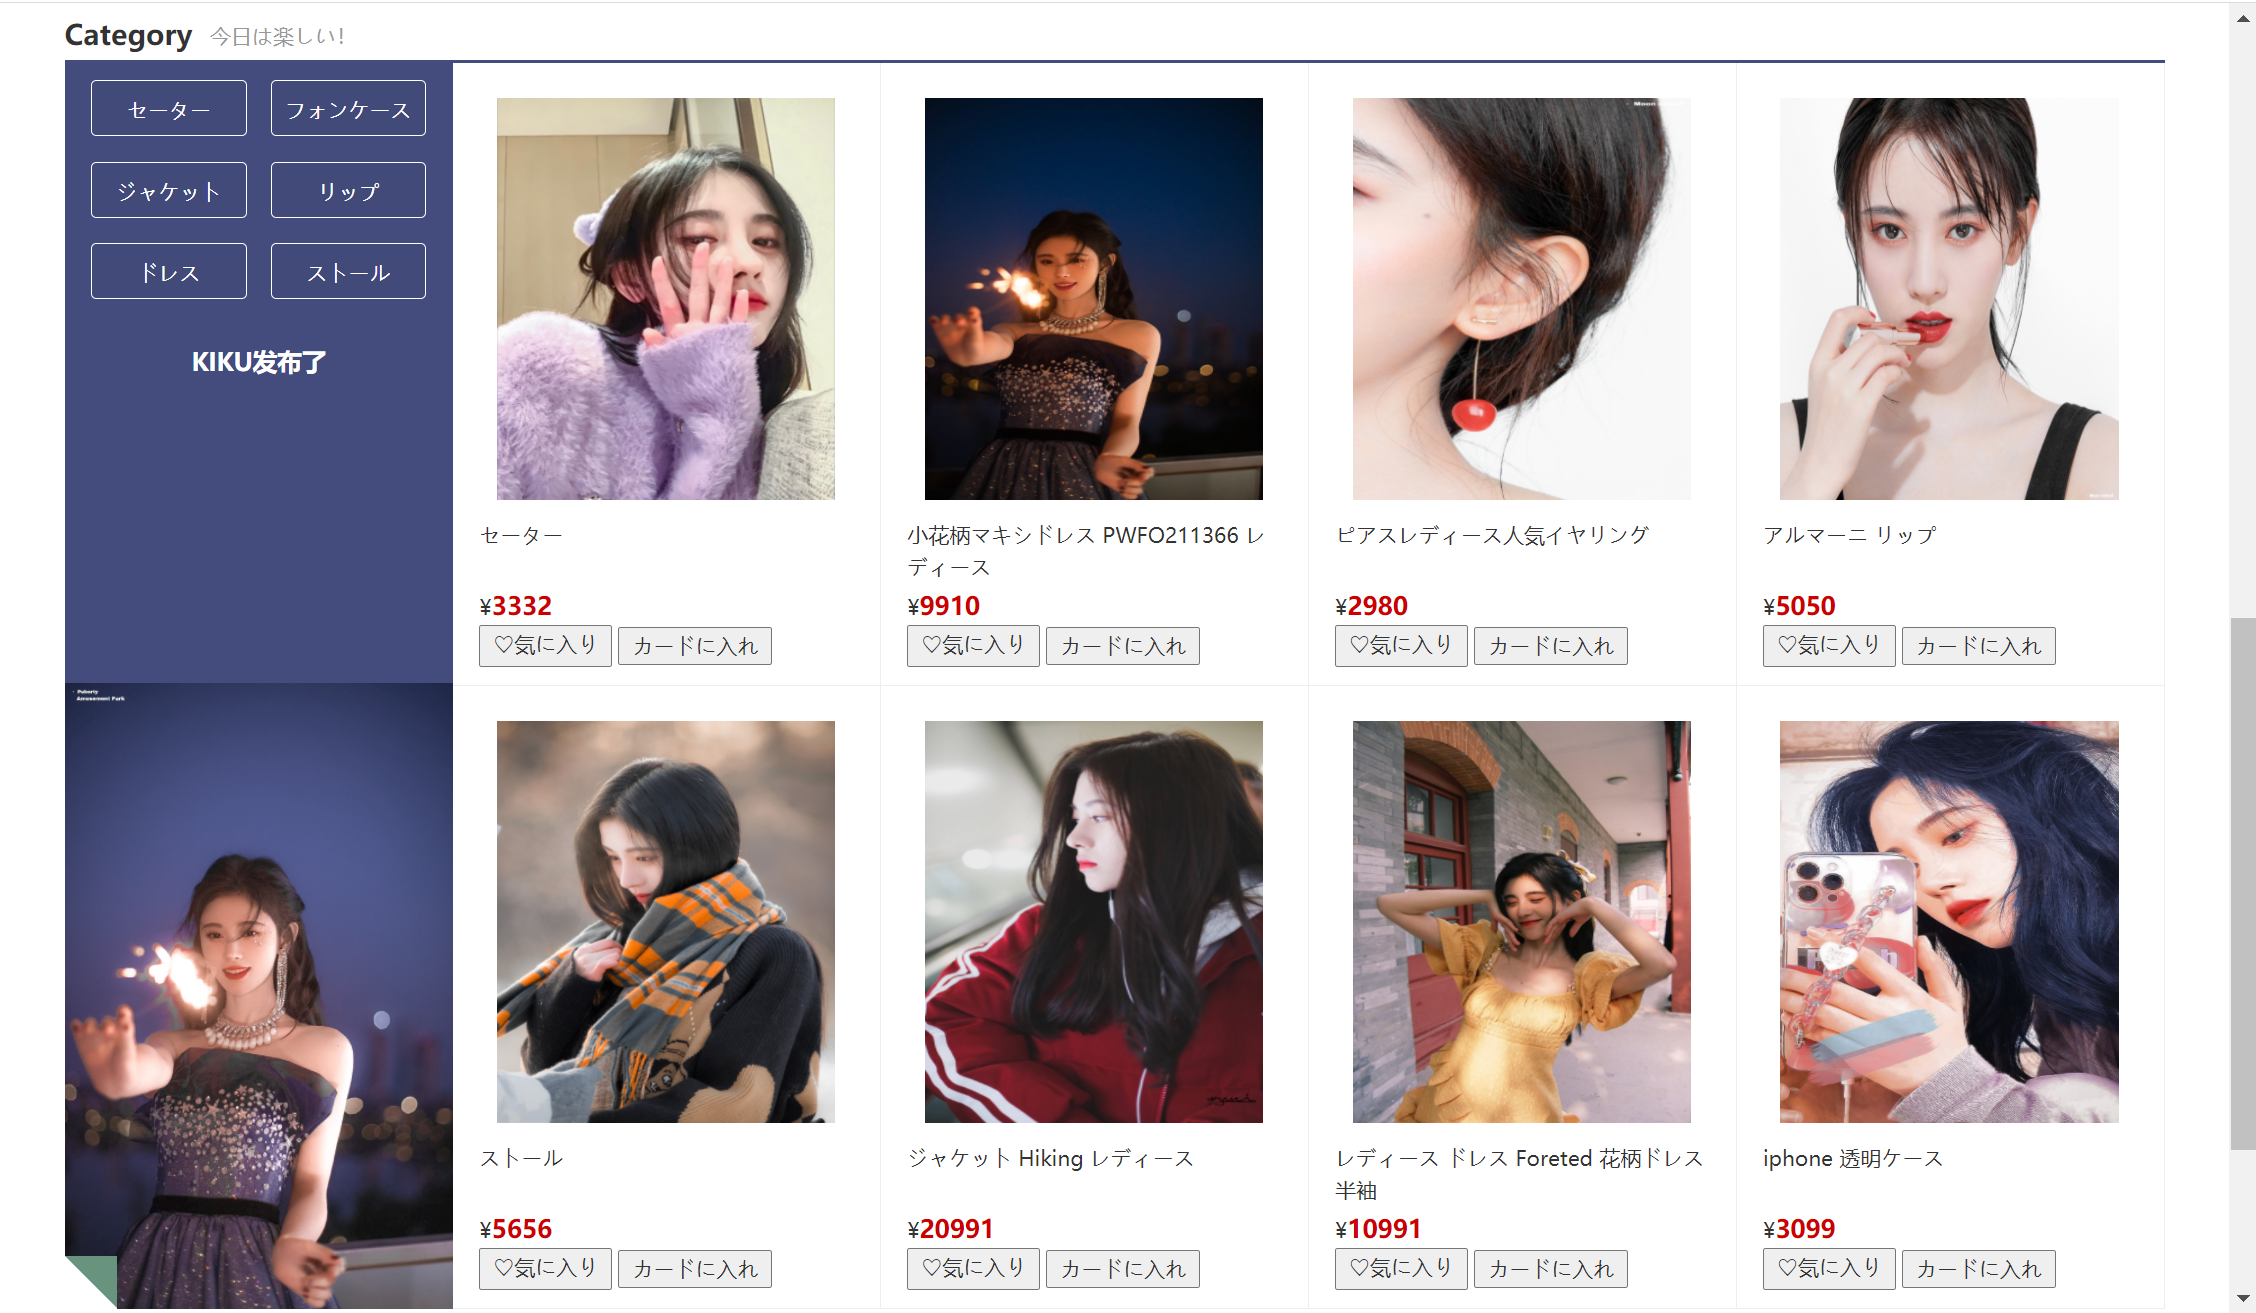 Category 今日は楽しい!
セーター フォンケース
ジャケット リップ
ドレス ストール
KIKU发布了
セーター
¥3332
♡気に入り カードに入れ
小花柄マキシドレス PWFO211366 レ
ディース
¥9910
♡気に入り カードに入れ
ピアスレディース人気イヤリング
¥2980
♡気に入り カードに入れ
アルマーニ リップ
¥5050
♡気に入り カードに入れ
Puberty
Amusement Park
ストール
¥5656
♡気に入り カードに入れ
ジャケット Hiking レディース
¥20991
♡気に入り カードに入れ
レディース ドレス Foreted 花柄ドレス
半袖
¥10991
♡気に入り カードに入れ
iphone 透明ケース
¥3099
♡気に入り カードに入れ